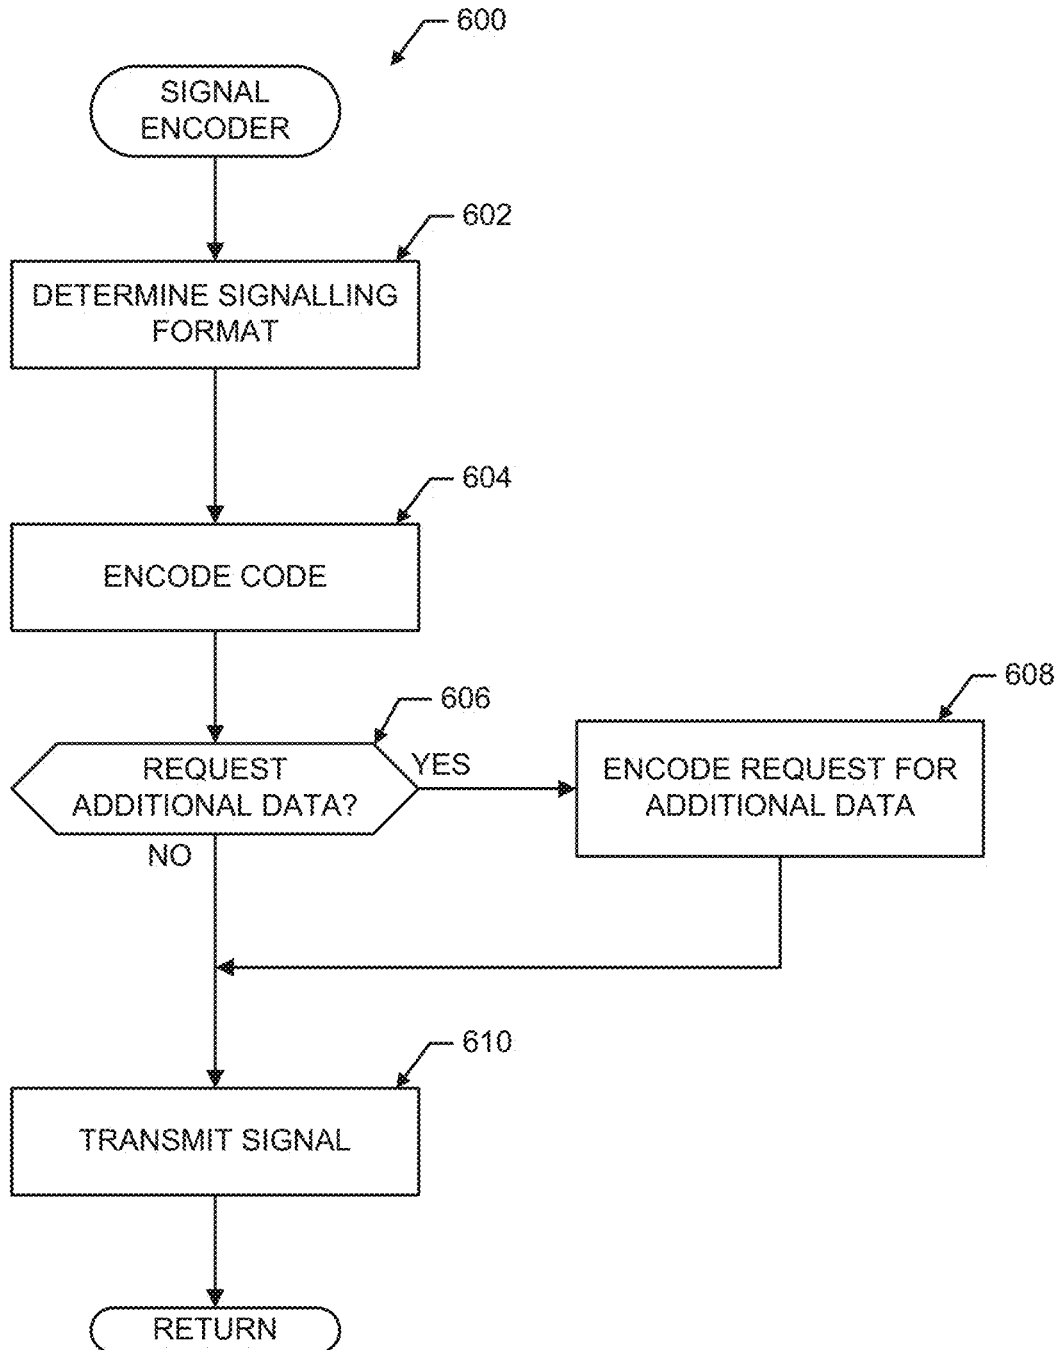 600
SIGNAL
ENCODER
602
DETERMINE SIGNALLING
FORMAT
604
ENCODE CODE
606
608
REQUEST
ADDITIONAL DATA?
YES
ENCODE REQUEST FOR
ADDITIONAL DATA
NO
610
TRANSMIT SIGNAL
RETURN